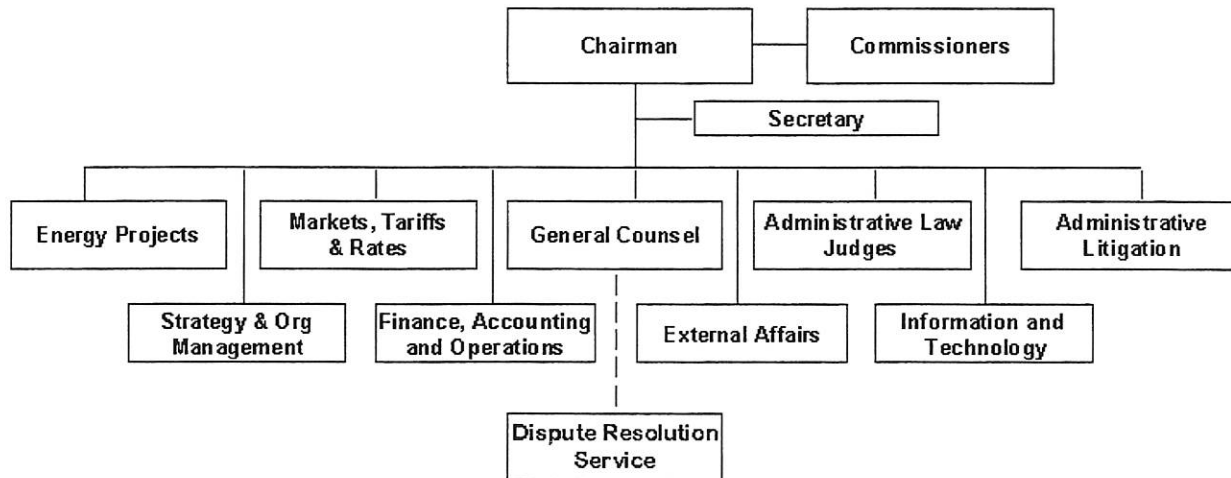 Chairman
Commissioners
Secretary
Energy Projects
Markets, Tariffs
& Rates
General Counsel
Administrative Law
Judges
Administrative
Litigation
Strategy & Org
Management
Finance, Accounting
and Operations
External Affairs
Information and
Technology
Dispute Resolution
Service